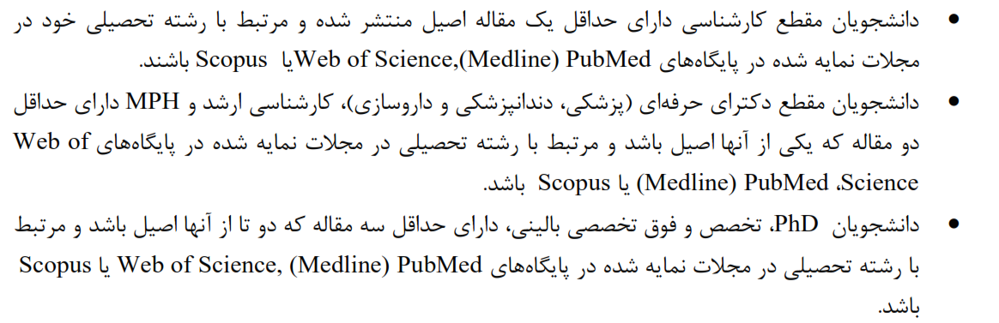 • دانشجویان مقطع کارشناسی دارای حداقل یک مقاله اصیل منتشر شده و مرتبط با رشته تحصیلی خود در
مجلات نمایه شده در پایگاه‌های Web of Science,(Medline) PubMed یا Scopus باشند.
• دانشجویان مقطع دکترای حرفه‌ای (پزشکی، دندانپزشکی و داروسازی)، کارشناسی ارشد و MPH دارای حداقل
دو مقاله که یکی از آنها اصیل باشد و مرتبط با رشته تحصیلی در مجلات نمایه شده در پایگاه‌های Web of
Science، PubMed (Medline) یا Scopus باشد.
• دانشجویان PhD، تخصص و فوق تخصصی بالینی، دارای حداقل سه مقاله که دو تا از آنها اصیل باشد و مرتبط
با رشته تحصیلی در مجلات نمایه شده در پایگاه‌های Web of Science, (Medline) PubMed یا Scopus
باشد.